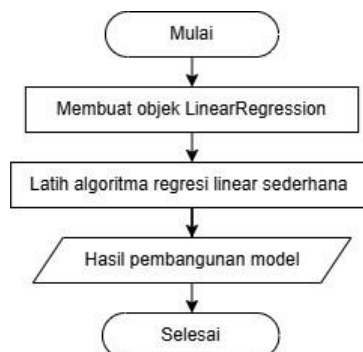 Mulai
Membuat objek LinearRegression
Latih algoritma regresi linear sederhana
Hasil pembangunan model
Selesai